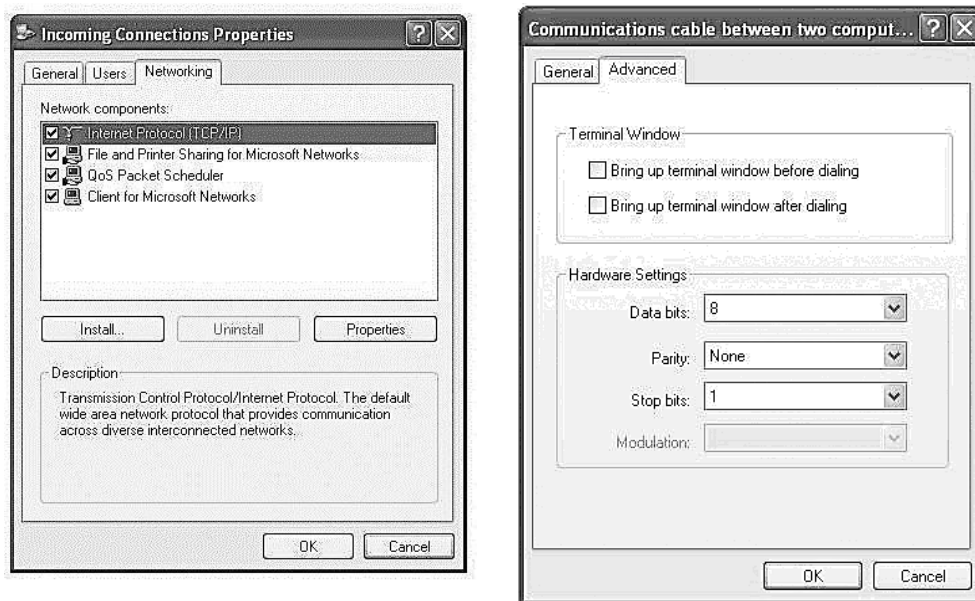 Incoming Connections Properties
General Users Networking
Network components:
Internet Protocol (TCP/IP)
File and Printer Sharing for Microsoft Networks
QoS Packet Scheduler
Client for Microsoft Networks
Install... Uninstall Properties
Description
Transmission Control Protocol/Internet Protocol. The default
wide area network protocol that provides communication
across diverse interconnected networks.
OK Cancel
Communications cable between two comput...
General Advanced
Terminal Window
Bring up terminal window before dialing
Bring up terminal window after dialing
Hardware Settings
Data bits: 8
Parity: None
Stop bits: 1
Modulation:
OK Cancel